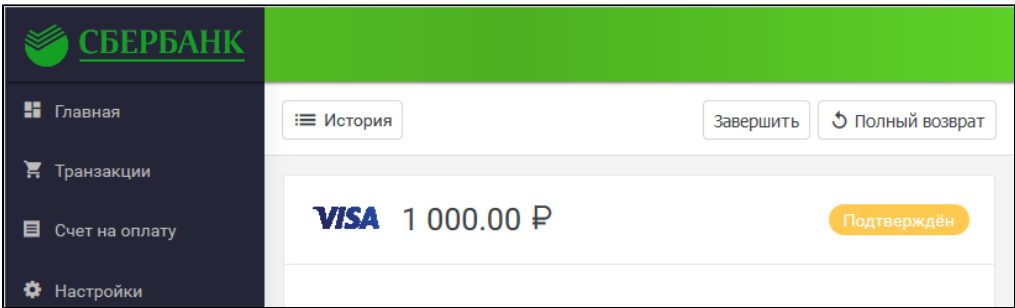 СБЕРБАНК
Главная
Транзакции
Счет на оплату
Настройки
История
Завершить
Полный возврат
VISA 1 000.00 ₽
Подтверждён